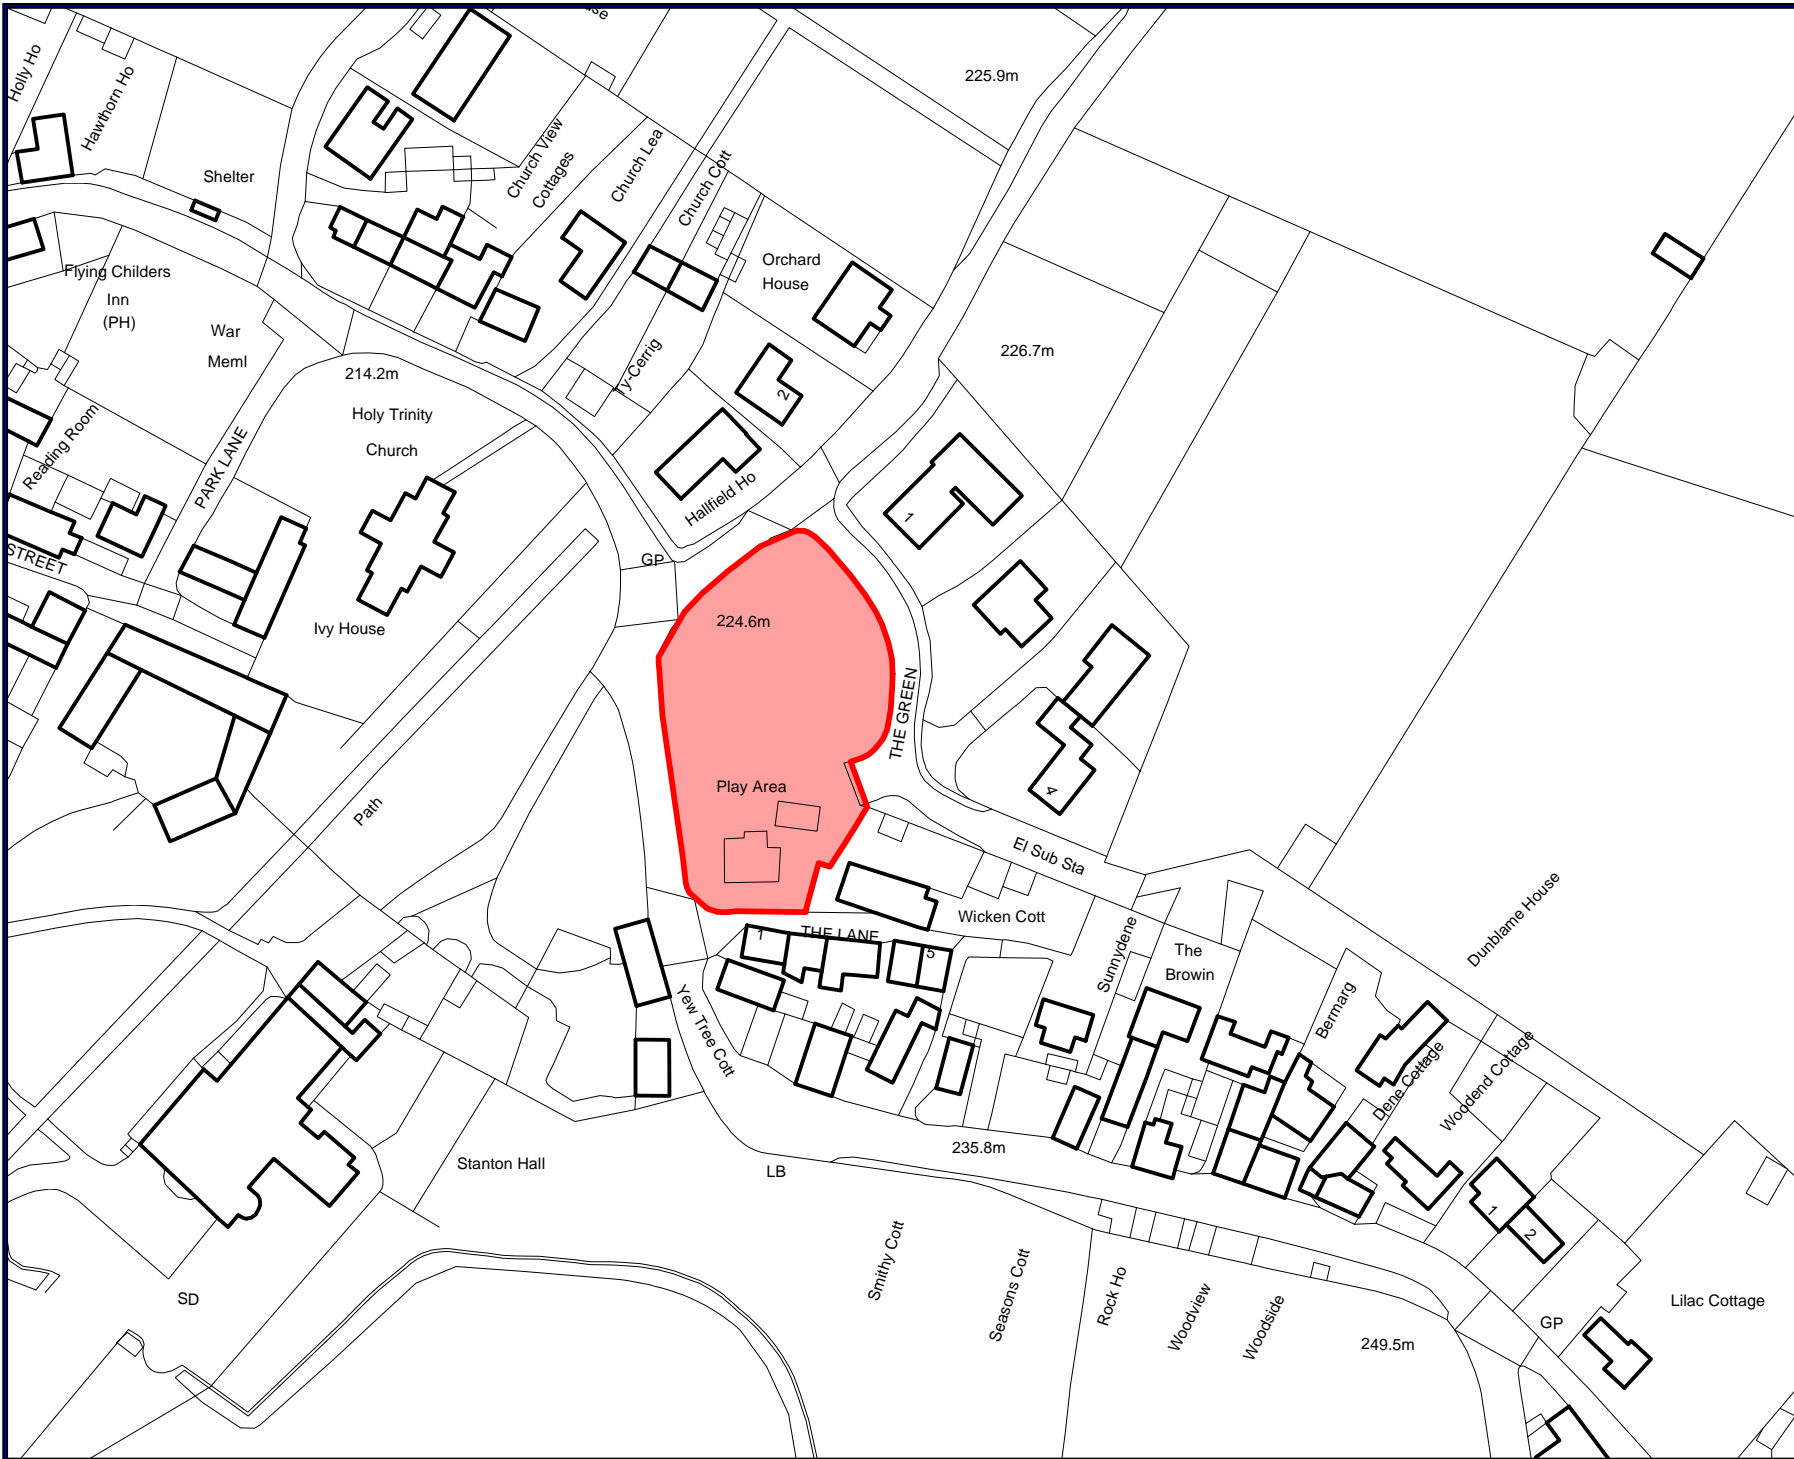 Holly Ho
Hawthorn Ho
Shelter
Church View
Cottages
Church Lea
Church Cott
225.9m
Flying Childers
Inn
(PH)
War
Meml
214.2m
Orchard
House
226.7m
Ty-Cerrig
2
Holy Trinity
Church
Reading Room
PARK LANE
Hallfield Ho
1
STREET
GP
Ivy House
224.6m
THE GREEN
Play Area
4
Path
El Sub Sta
Wicken Cott
THE LANE
1
5
Sunnydene
The
Browin
Dunblame House
Yew Tree Cott
Bermarg
Dene Cottage
Woodend Cottage
235.8m
Stanton Hall
LB
1
2
Smithy Cott
Seasons Cott
Rock Ho
Woodview
Woodside
SD
GP
Lilac Cottage
249.5m